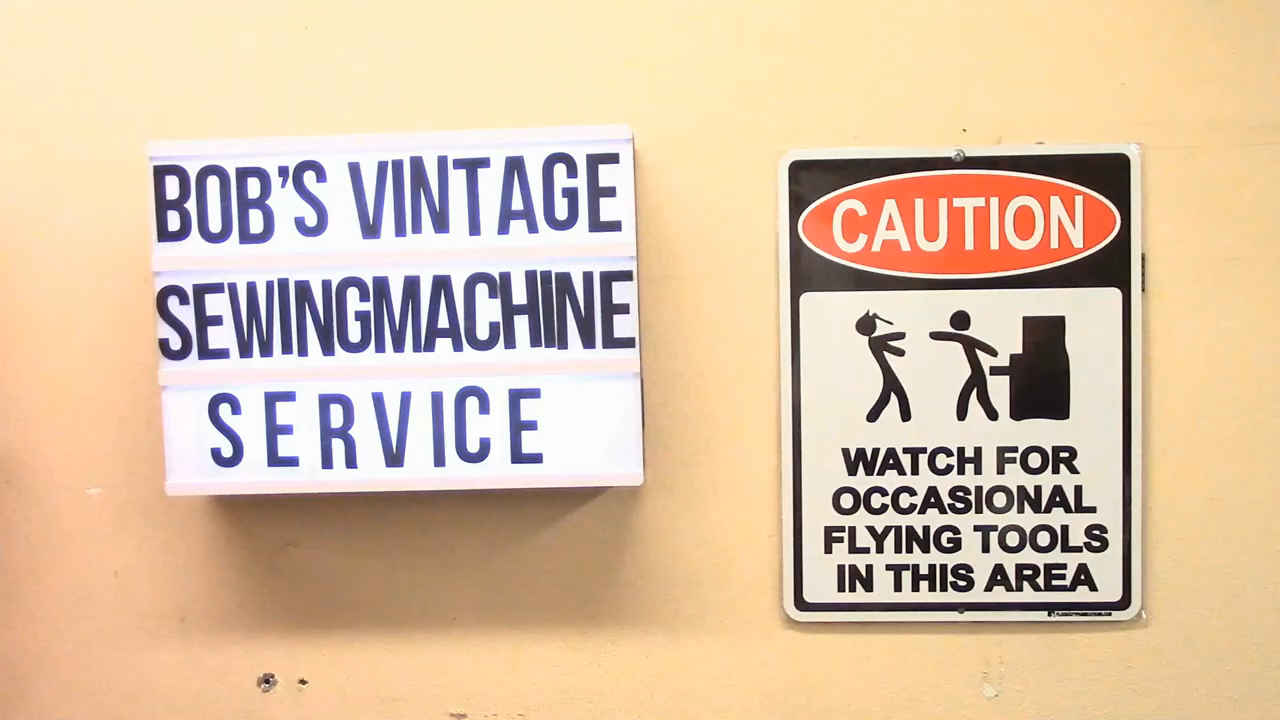 BOB'S VINTAGE
SEWINGMACHINE
SERVICE
CAUTION
WATCH FOR
OCCASIONAL
FLYING TOOLS
IN THIS AREA